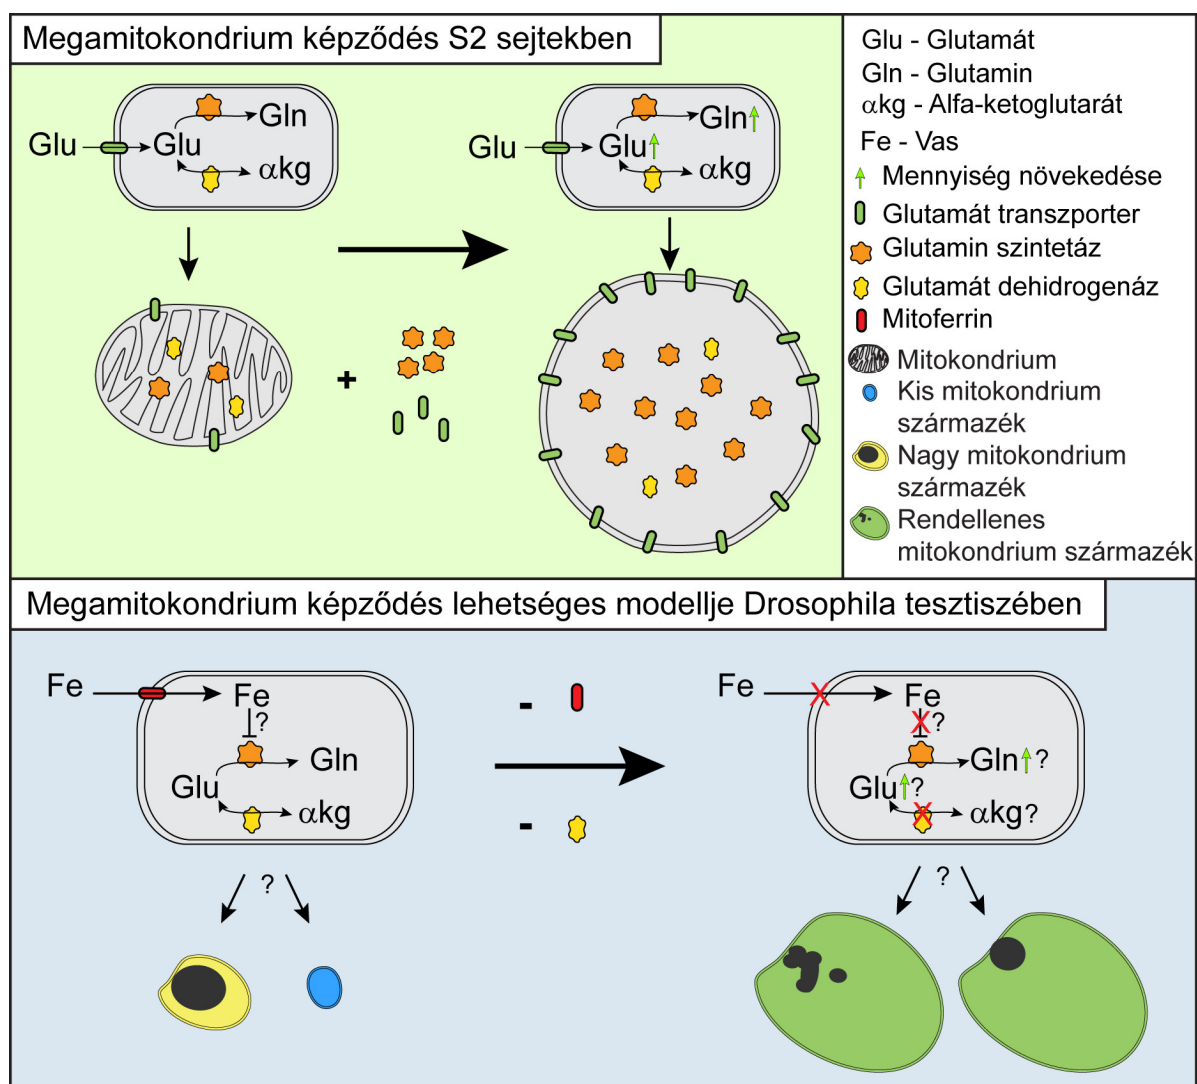 Megamitokondrium képződés S2 sejtekben
Glu
Glu
Gln
αkg
Glu
Glu
Gln
αkg
+
Glu - Glutamát
Gln - Glutamin
αkg - Alfa-ketoglutarát
Fe - Vas
Mennyiség növekedése
Glutamát transzporter
Glutamin szintetáz
Glutamát dehidrogenáz
Mitoferrin
Mitokondrium
Kis mitokondrium
származék
Nagy mitokondrium
származék
Rendellenes
mitokondrium származék
Megamitokondrium képződés lehetséges modellje Drosophila tesztiszében
Fe
Fe
?
Gln
Glu
αkg
?
-
-
Fe
Fe
?
Gln ?
Glu ?
αkg?
?